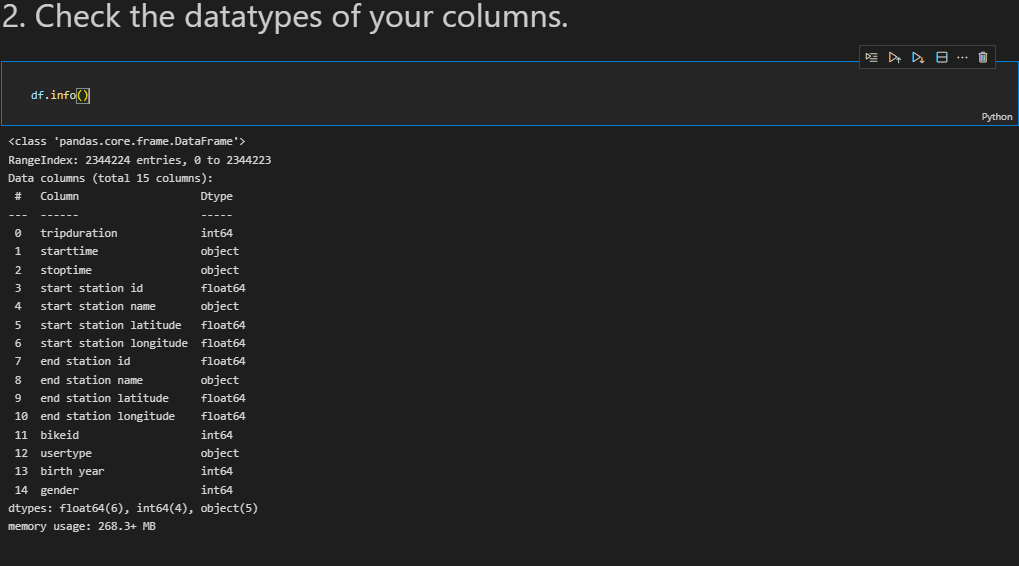 2. Check the datatypes of your columns.
df.info()
Python
<class 'pandas.core.frame.DataFrame'>
RangeIndex: 2344224 entries, 0 to 2344223
Data columns (total 15 columns):
 #   Column                   Dtype
---  ------                   -----
 0   tripduration             int64
 1   starttime                object
 2   stoptime                 object
 3   start station id         float64
 4   start station name       object
 5   start station latitude   float64
 6   start station longitude  float64
 7   end station id           float64
 8   end station name         object
 9   end station latitude     float64
 10  end station longitude    float64
 11  bikeid                   int64
 12  usertype                 object
 13  birth year               int64
 14  gender                   int64
dtypes: float64(6), int64(4), object(5)
memory usage: 268.3+ MB